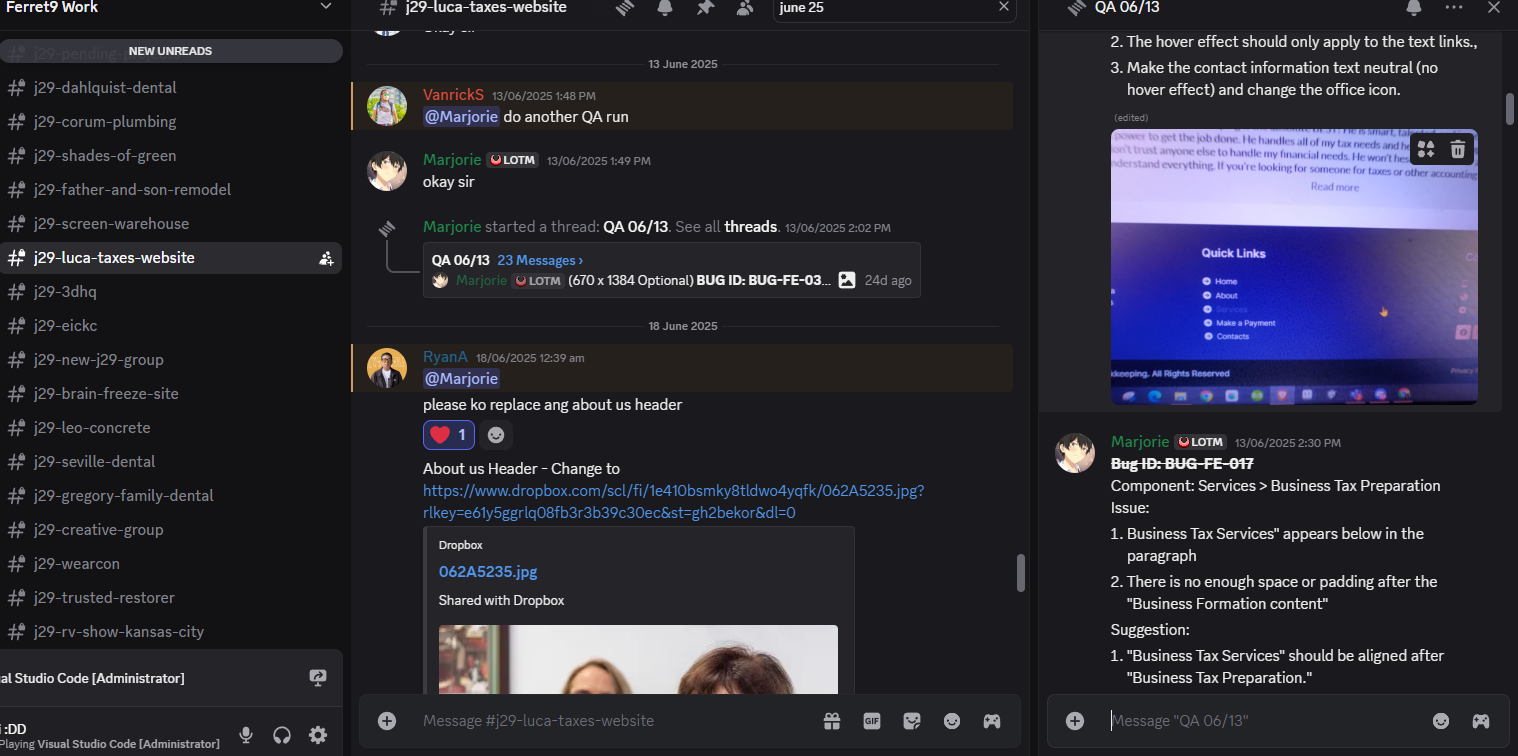 Ferret9 Work
NEW UNREADS
j29-dahlquist-dental
j29-corum-plumbing
j29-shades-of-green
j29-father-and-son-remodel
j29-screen-warehouse
j29-luca-taxes-website
j29-3dhq
j29-eickc
j29-new-j29-group
j29-brain-freeze-site
j29-leo-concrete
j29-seville-dental
j29-gregory-family-dental
j29-creative-group
j29-wearcon
j29-trusted-restorer
j29-rv-show-kansas-city
al Studio Code [Administrator]
:DD
Playing Visual Studio Code [Administrator]
j29-luca-taxes-website
june 25
Okay sir
13 June 2025
VanrickS 13/06/2025 1:48 PM
@Marjorie do another QA run
Marjorie LOTM 13/06/2025 1:49 PM
okay sir
Marjorie started a thread: QA 06/13. See all threads. 13/06/2025 2:02 PM
QA 06/13 23 Messages ›
Marjorie LOTM (670 x 1384 Optional) BUG ID: BUG-FE-03... 24d ago
18 June 2025
RyanA 18/06/2025 12:39 am
@Marjorie
please ko replace ang about us header
1
About us Header - Change to
https://www.dropbox.com/scl/fi/1e410bsmky8tldwo4yqfk/062A5235.jpg?
rlkey=e61y5ggrlq08fb3r3b39c30ec&st=gh2bekor&dl=0
Dropbox
062A5235.jpg
Shared with Dropbox
Message #j29-luca-taxes-website
GIF
QA 06/13
2. The hover effect should only apply to the text links.,
3. Make the contact information text neutral (no
hover effect) and change the office icon.
(edited)
power to get the job done. He handles all of my tax needs and
on't trust anyone else to handle my financial needs. He won't
understand everything. If you're looking for someone for taxes or other accounting
Read more
Quick Links
Home
About
Services
Make a Payment
Contacts
kkeeping, All Rights Reserved
Marjorie LOTM 13/06/2025 2:30 PM
Bug ID: BUG-FE-017
Component: Services > Business Tax Preparation
Issue:
1. Business Tax Services" appears below in the
paragraph
2. There is no enough space or padding after the
"Business Formation content"
Suggestion:
1. "Business Tax Services" should be aligned after
"Business Tax Preparation."
Message "QA 06/13"